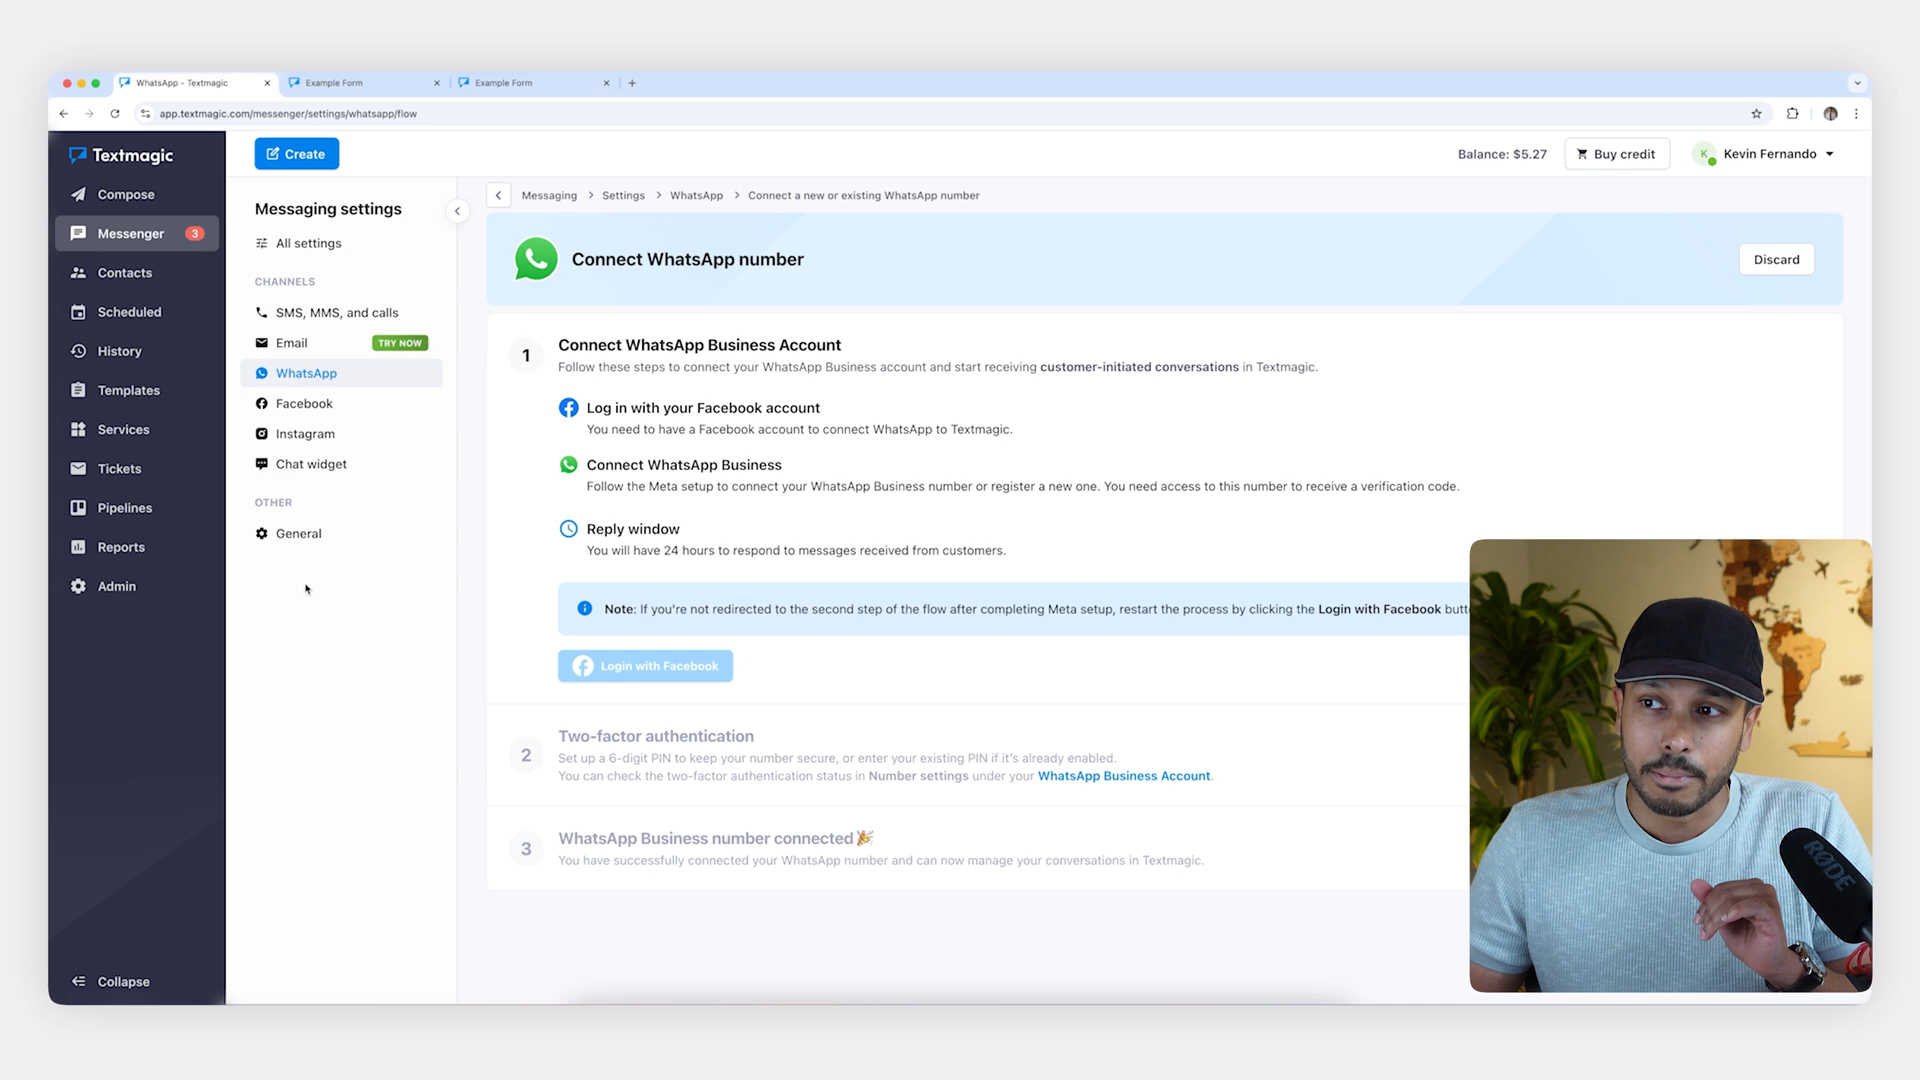 WhatsApp - Textmagic
Example Form
Example Form
app.textmagic.com/messenger/settings/whatsapp/flow
Textmagic
Create
Balance: $5.27
Buy credit
K
Kevin Fernando
Compose
Messenger
3
Contacts
Scheduled
History
Templates
Services
Tickets
Pipelines
Reports
Admin
Collapse
Messaging settings
All settings
CHANNELS
SMS, MMS, and calls
Email
TRY NOW
WhatsApp
Facebook
Instagram
Chat widget
OTHER
General
Messaging > Settings > WhatsApp > Connect a new or existing WhatsApp number
Connect WhatsApp number
Discard
1
Connect WhatsApp Business Account
Follow these steps to connect your WhatsApp Business account and start receiving customer-initiated conversations in Textmagic.
Log in with your Facebook account
You need to have a Facebook account to connect WhatsApp to Textmagic.
Connect WhatsApp Business
Follow the Meta setup to connect your WhatsApp Business number or register a new one. You need access to this number to receive a verification code.
Reply window
You will have 24 hours to respond to messages received from customers.
Note: If you're not redirected to the second step of the flow after completing Meta setup, restart the process by clicking the Login with Facebook
Login with Facebook
2
Two-factor authentication
Set up a 6-digit PIN to keep your number secure, or enter your existing PIN if it's already enabled.
You can check the two-factor authentication status in Number settings under your WhatsApp Business Account.
3
WhatsApp Business number connected🎉
You have successfully connected your WhatsApp number and can now manage your conversations in Textmagic.
RØDE